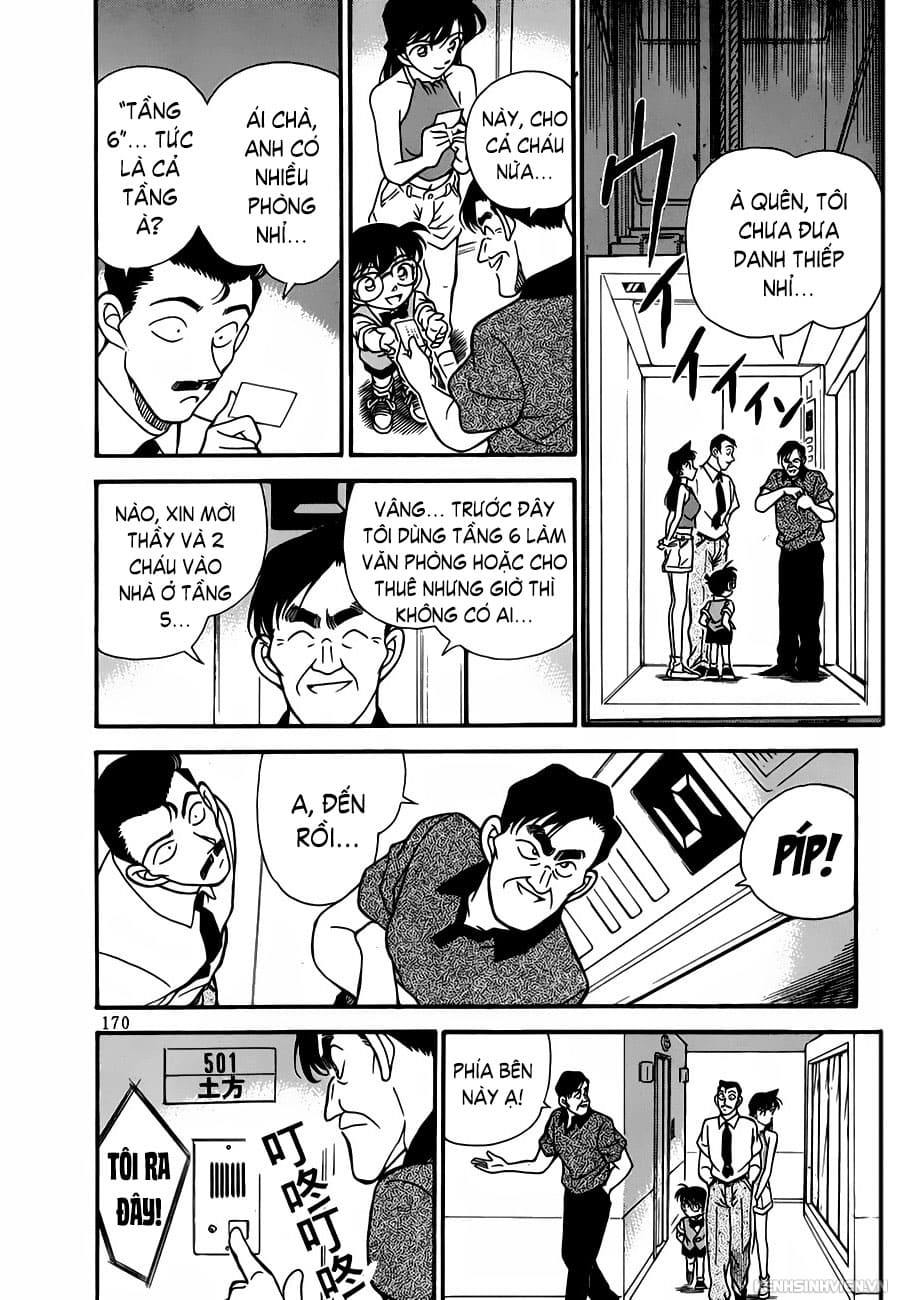 À QUÊN, TÔI
CHƯA ĐƯA
DANH THIẾP
NHỈ...
ウィイイン
NÀY, CHO
CẢ CHÁU
NỮA...
ÁI CHÀ,
ANH CÓ
NHIỀU
PHÒNG
NHỈ...
"TẦNG
6"... TỨC
LÀ CẢ
TẦNG
À?
VÂNG... TRƯỚC ĐÂY
TÔI DÙNG TẦNG 6 LÀM
VĂN PHÒNG HOẶC CHO
THUÊ NHƯNG GIỜ THÌ
KHÔNG CÓ AI...
NÀO, XIN MỜI
THẦY VÀ 2
CHÁU VÀO
NHÀ Ở TẦNG
5...
PÍP!
A, ĐẾN
RỒI...
170
PHÍA BÊN
NÀY Ạ!
501
土方
叮咚叮咚
TÔI RA
ĐÂY!
KENHSINHVIEN.VN